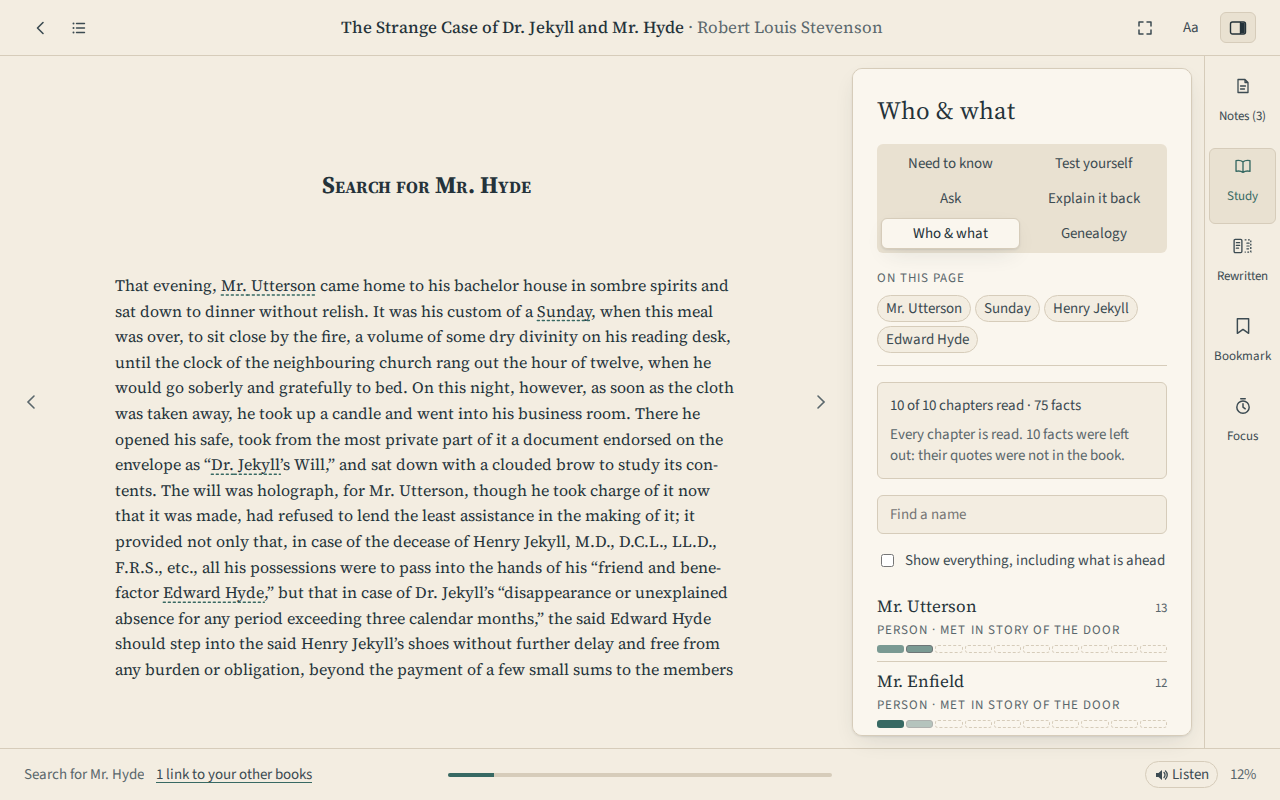 The Strange Case of Dr. Jekyll and Mr. Hyde · Robert Louis Stevenson
Aa
Search for Mr. Hyde
That evening, Mr. Utterson came home to his bachelor house in sombre spirits and
sat down to dinner without relish. It was his custom of a Sunday, when this meal
was over, to sit close by the fire, a volume of some dry divinity on his reading desk,
until the clock of the neighbouring church rang out the hour of twelve, when he
would go soberly and gratefully to bed. On this night, however, as soon as the cloth
was taken away, he took up a candle and went into his business room. There he
opened his safe, took from the most private part of it a document endorsed on the
envelope as “Dr. Jekyll’s Will,” and sat down with a clouded brow to study its con-
tents. The will was holograph, for Mr. Utterson, though he took charge of it now
that it was made, had refused to lend the least assistance in the making of it; it
provided not only that, in case of the decease of Henry Jekyll, M.D., D.C.L., LL.D.,
F.R.S., etc., all his possessions were to pass into the hands of his “friend and bene-
factor Edward Hyde,” but that in case of Dr. Jekyll’s “disappearance or unexplained
absence for any period exceeding three calendar months,” the said Edward Hyde
should step into the said Henry Jekyll’s shoes without further delay and free from
any burden or obligation, beyond the payment of a few small sums to the members
Who & what
Need to know
Test yourself
Ask
Explain it back
Who & what
Genealogy
ON THIS PAGE
Mr. Utterson
Sunday
Henry Jekyll
Edward Hyde
10 of 10 chapters read · 75 facts
Every chapter is read. 10 facts were left
out: their quotes were not in the book.
Find a name
Show everything, including what is ahead
Mr. Utterson 13
PERSON · MET IN STORY OF THE DOOR
Mr. Enfield 12
PERSON · MET IN STORY OF THE DOOR
Notes (3)
Study
Rewritten
Bookmark
Focus
Search for Mr. Hyde
1 link to your other books
Listen
12%